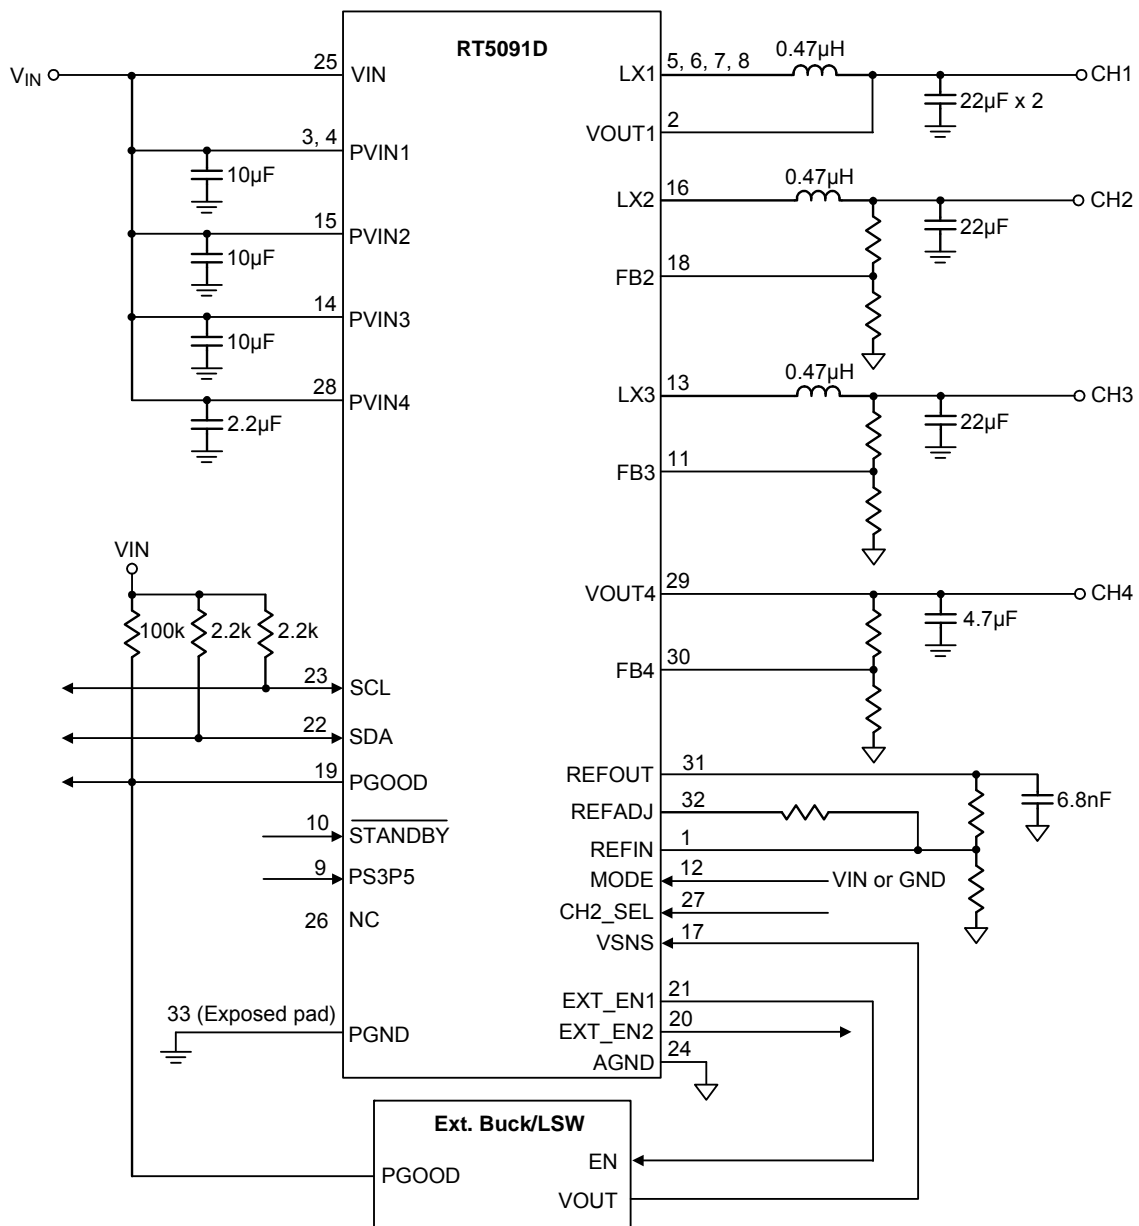 RT5091D
V_IN
25
VIN
3, 4
PVIN1
10µF
15
PVIN2
10µF
14
PVIN3
10µF
28
PVIN4
2.2µF
VIN
100k
2.2k
2.2k
23
SCL
22
SDA
19
PGOOD
10
STANDBY
9
PS3P5
26
NC
33 (Exposed pad)
PGND
LX1
5, 6, 7, 8
0.47µH
CH1
22µF x 2
VOUT1
2
LX2
16
0.47µH
CH2
22µF
FB2
18
LX3
13
0.47µH
CH3
22µF
FB3
11
VOUT4
29
CH4
4.7µF
FB4
30
REFOUT
31
6.8nF
REFADJ
32
REFIN
1
MODE
12
VIN or GND
CH2_SEL
27
VSNS
17
EXT_EN1
21
EXT_EN2
20
AGND
24
Ext. Buck/LSW
PGOOD
EN
VOUT